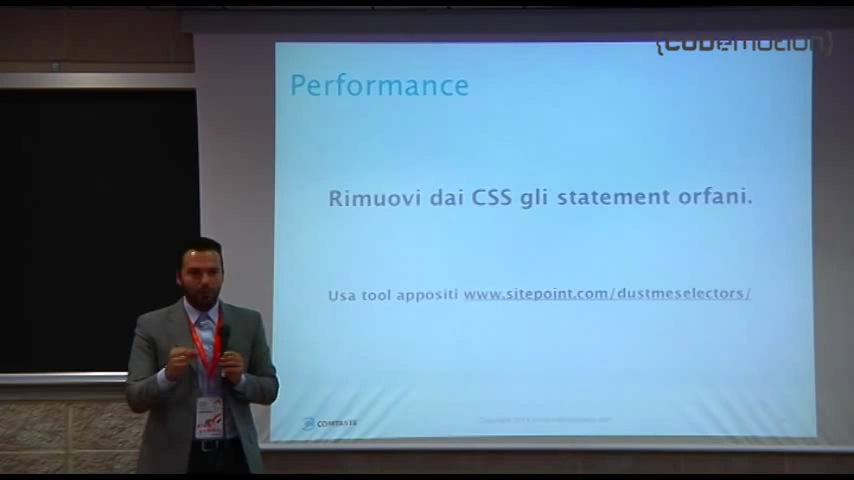 {CODEmotion}
Performance
Rimuovi dai CSS gli statement orfani.
Usa tool appositi www.sitepoint.com/dustmeselectors/
COMTASTE